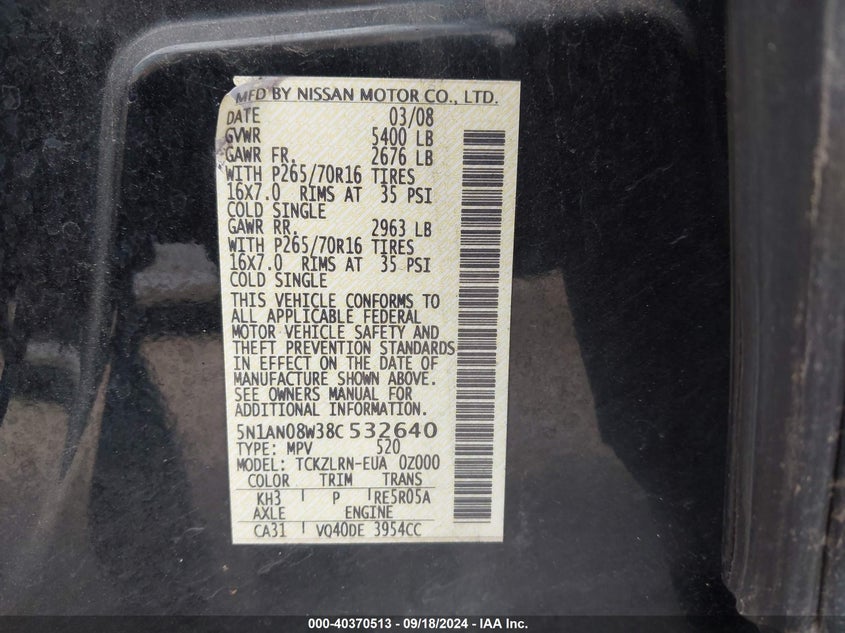 MFD BY NISSAN MOTOR CO., LTD.
DATE 03/08
GVWR 5400 LB
GAWR FR. 2676 LB
WITH P265/70R16 TIRES
16X7.0 RIMS AT 35 PSI
COLD SINGLE
GAWR RR. 2963 LB
WITH P265/70R16 TIRES
16X7.0 RIMS AT 35 PSI
COLD SINGLE
THIS VEHICLE CONFORMS TO
ALL APPLICABLE FEDERAL
MOTOR VEHICLE SAFETY AND
THEFT PREVENTION STANDARDS
IN EFFECT ON THE DATE OF
MANUFACTURE SHOWN ABOVE.
SEE OWNERS MANUAL FOR
ADDITIONAL INFORMATION.
5N1AN08W38C 532640
TYPE: MPV 520
MODEL: TCKZLRN-EUA 0Z000
COLOR TRIM TRANS
KH3 P RE5R05A
AXLE ENGINE
CA31 VQ40DE 3954CC
000-40370513 - 09/18/2024 - IAA Inc.